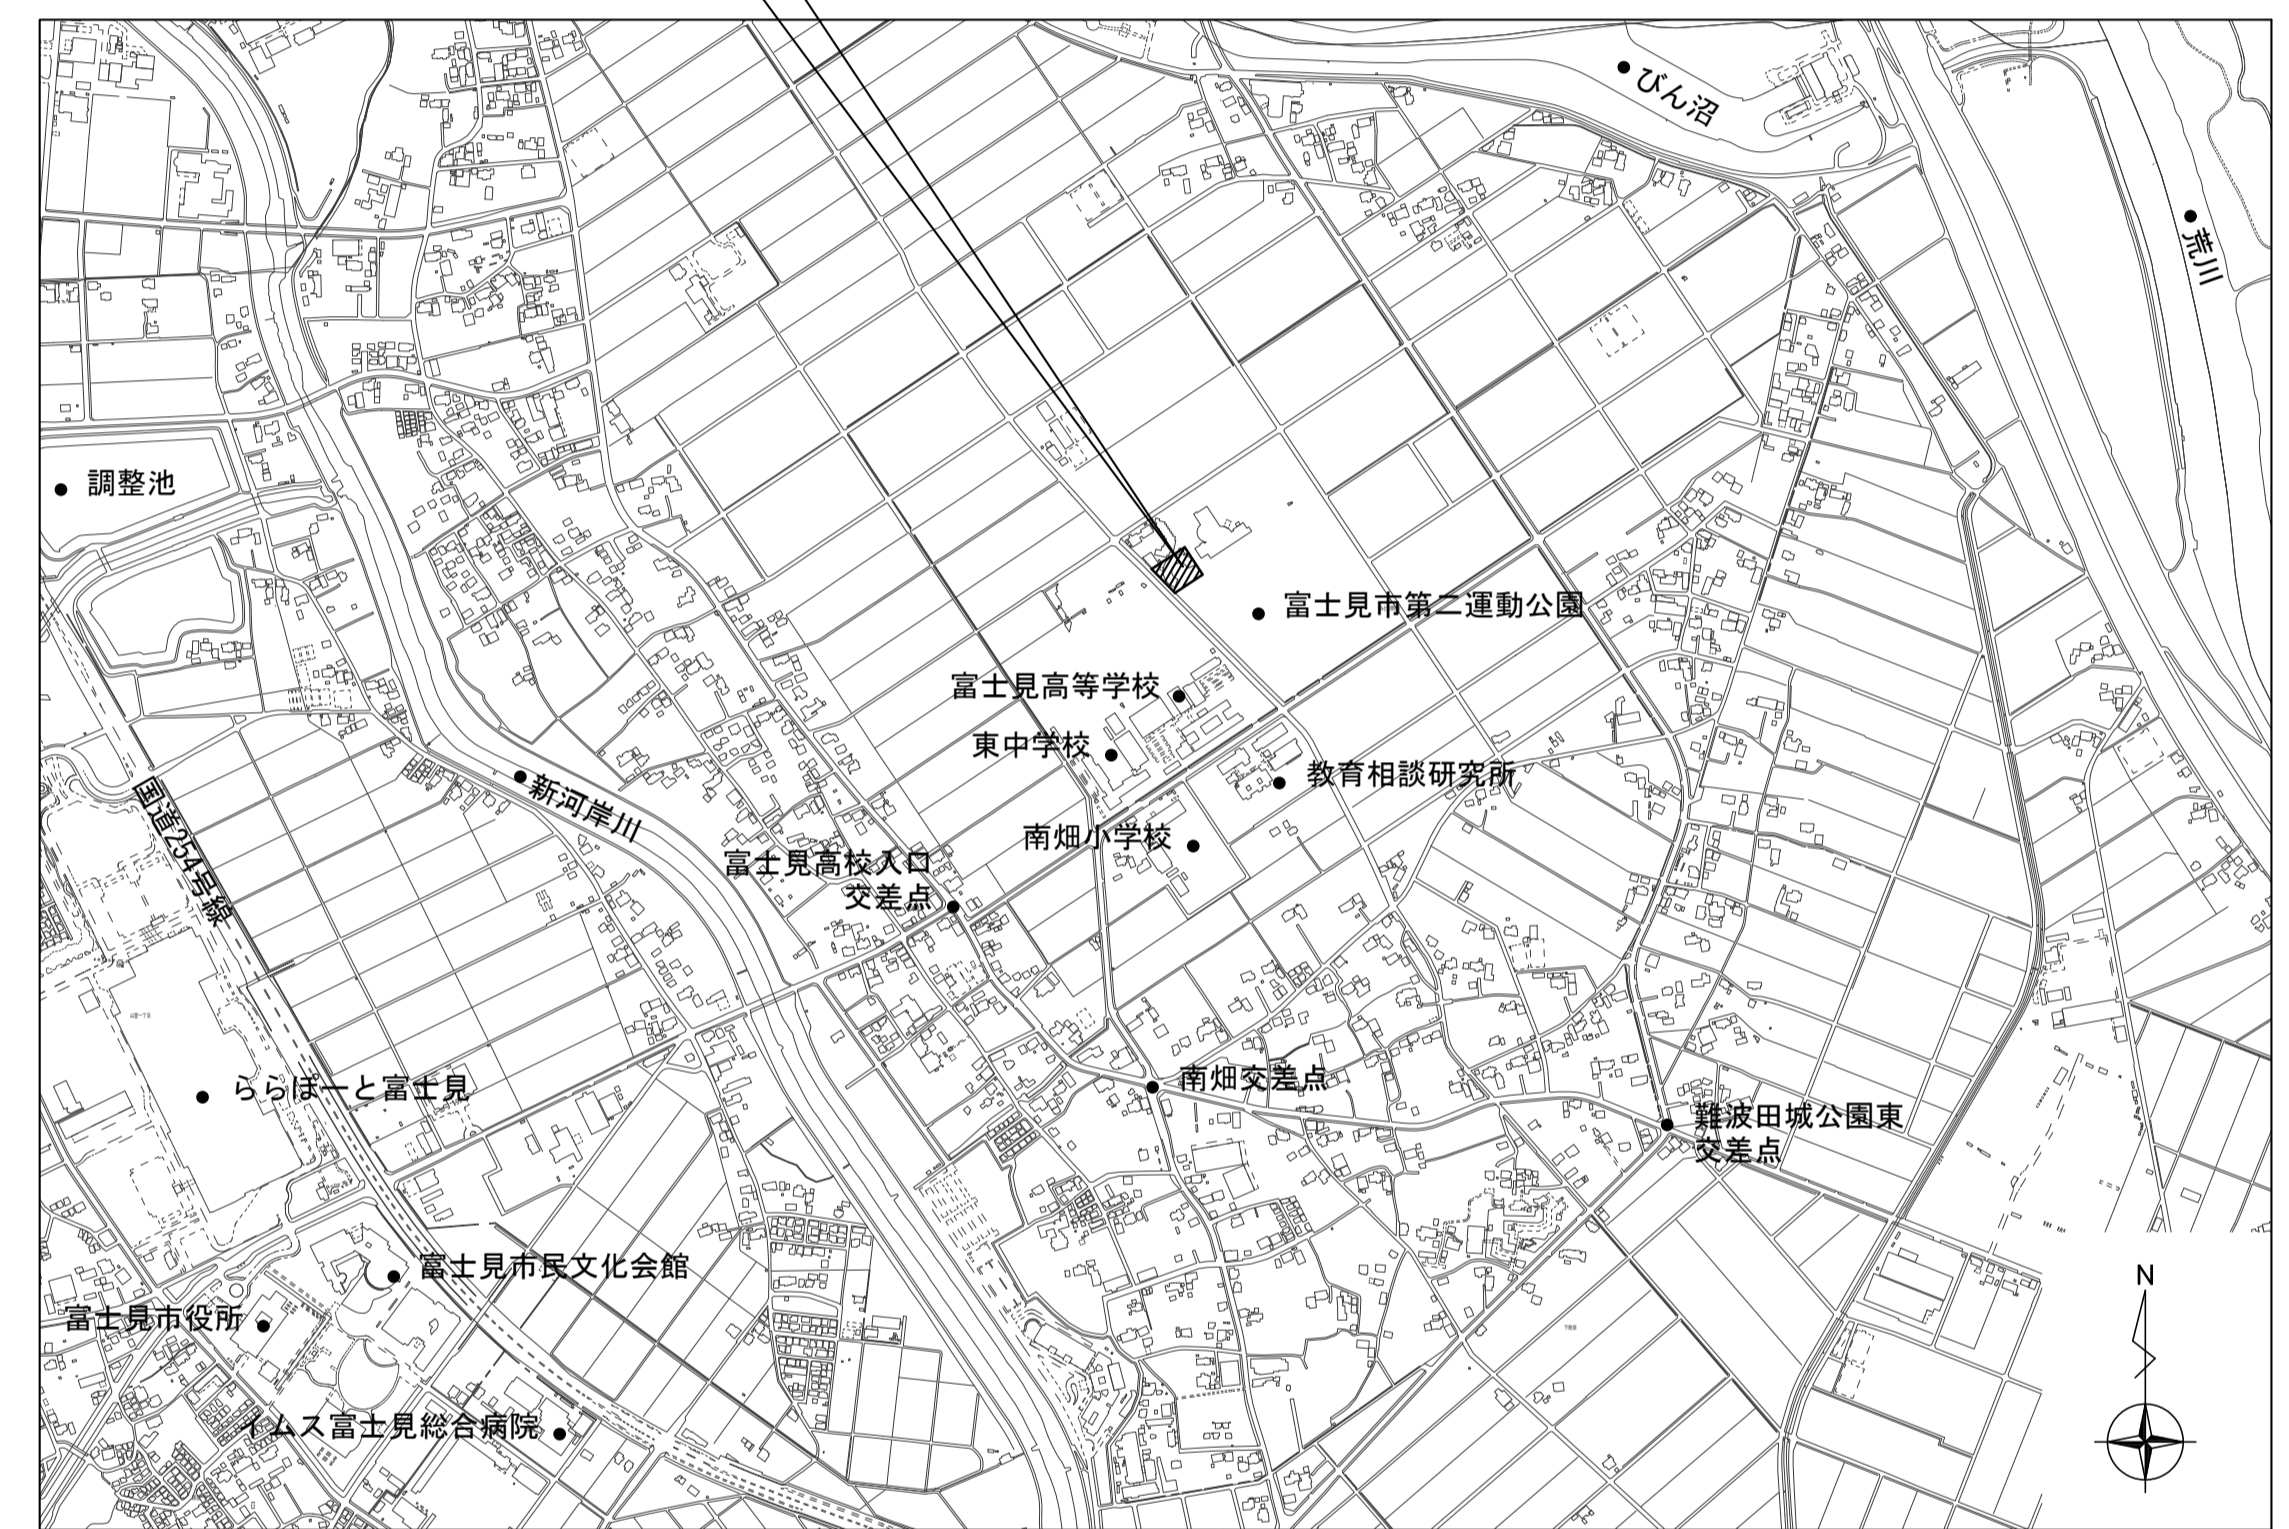 びん沼
荒川
調整池
富士見市第二運動公園
富士見高等学校
東中学校
教育相談研究所
国道254号線
新河岸川
南畑小学校
富士見高校入口
交差点
ららぽーと富士見
南畑交差点
難波田城公園東
交差点
富士見市民文化会館
富士見市役所
イムス富士見総合病院
N